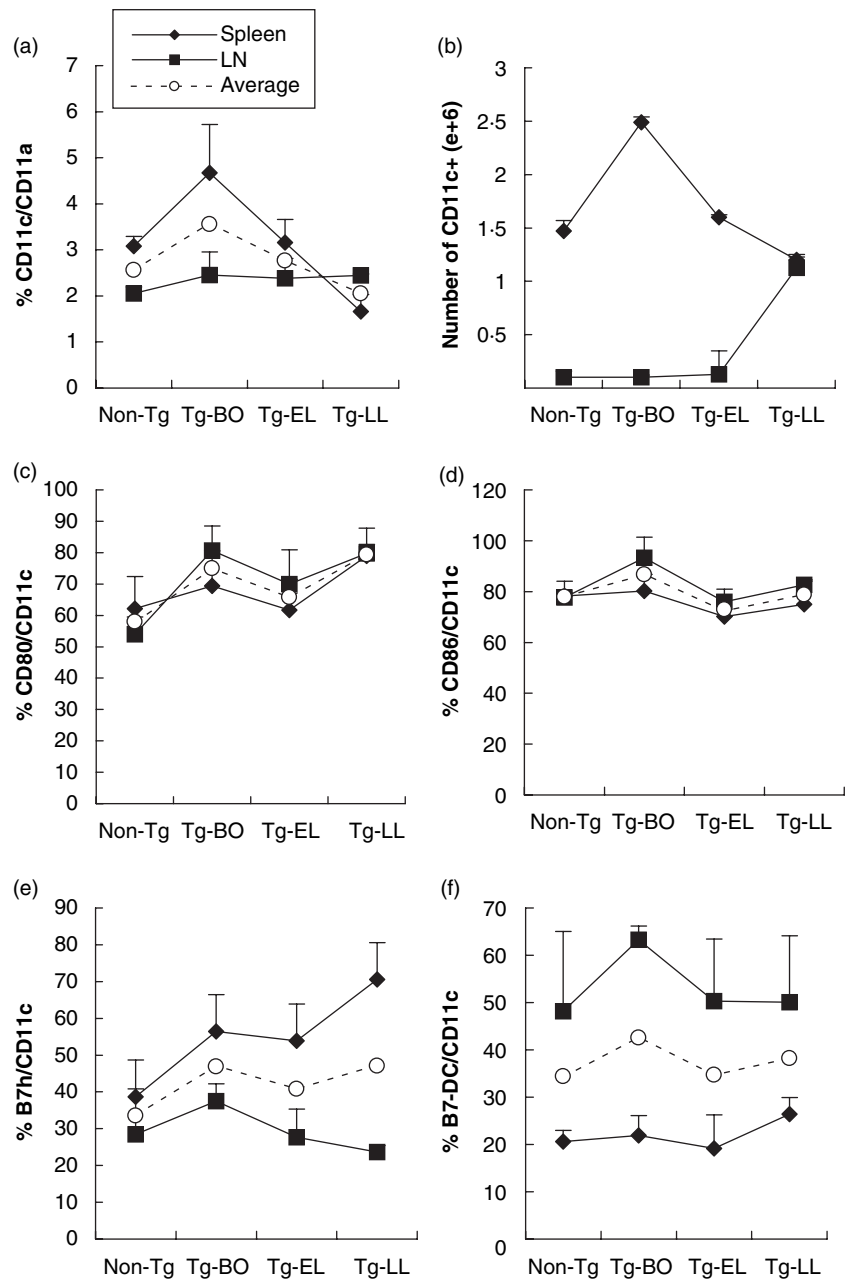 (a)
Spleen
LN
Average
7
6
5
4
3
2
1
0
% CD11c/CD11a
Non-Tg Tg-BO Tg-EL Tg-LL
(b)
3
2·5
2
1·5
1
0·5
Number of CD11c+ (e+6)
Non-Tg Tg-BO Tg-EL Tg-LL
(c)
100
90
80
70
60
50
40
30
20
10
0
% CD80/CD11c
Non-Tg Tg-BO Tg-EL Tg-LL
(d)
120
100
80
60
40
20
0
% CD86/CD11c
Non-Tg Tg-BO Tg-EL Tg-LL
(e)
90
80
70
60
50
40
30
20
10
0
% B7h/CD11c
Non-Tg Tg-BO Tg-EL Tg-LL
(f)
70
60
50
40
30
20
10
0
% B7-DC/CD11c
Non-Tg Tg-BO Tg-EL Tg-LL